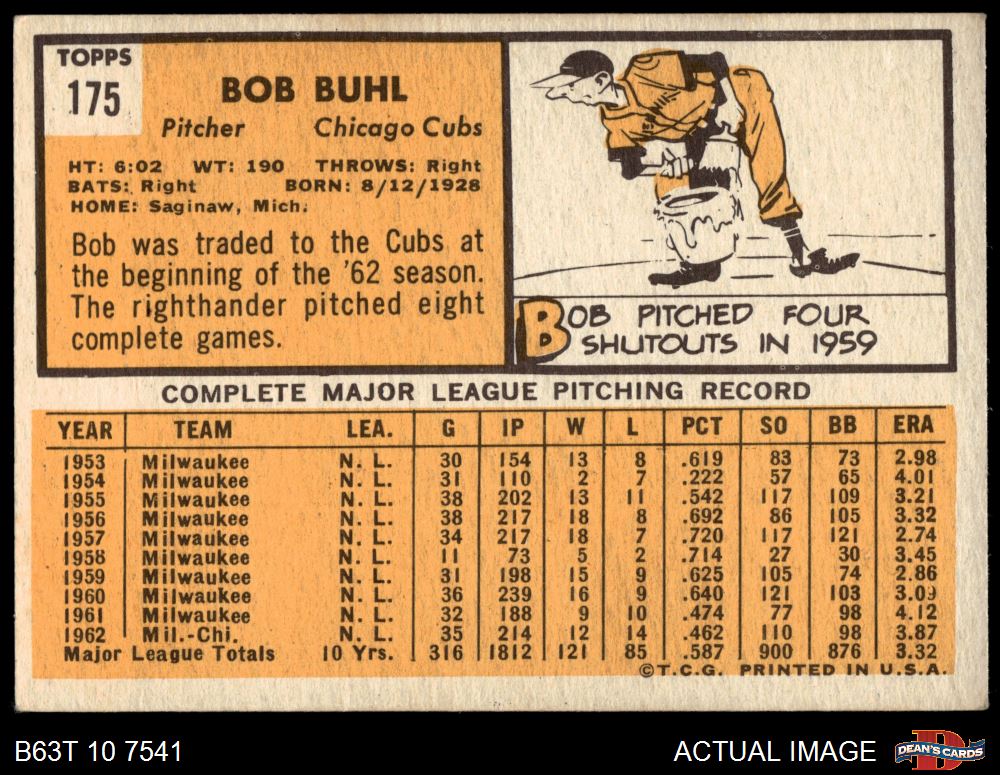 TOPPS
175
BOB BUHL
Pitcher Chicago Cubs
HT: 6:02 WT: 190 THROWS: Right
BATS: Right BORN: 8/12/1928
HOME: Saginaw, Mich.
Bob was traded to the Cubs at
the beginning of the '62 season.
The righthander pitched eight
complete games.
BOB PITCHED FOUR
SHUTOUTS IN 1959
COMPLETE MAJOR LEAGUE PITCHING RECORD
YEAR TEAM LEA. G IP W L PCT SO BB ERA
1953 Milwaukee N. L. 30 154 13 8 .619 83 73 2.98
1954 Milwaukee N. L. 31 110 2 7 .222 57 65 4.01
1955 Milwaukee N. L. 38 202 13 11 .542 117 109 3.21
1956 Milwaukee N. L. 38 217 18 8 .692 86 105 3.32
1957 Milwaukee N. L. 34 217 18 7 .720 117 121 2.74
1958 Milwaukee N. L. 11 73 5 2 .714 27 30 3.45
1959 Milwaukee N. L. 31 198 15 9 .625 105 74 2.86
1960 Milwaukee N. L. 36 239 16 9 .640 121 103 3.09
1961 Milwaukee N. L. 32 188 9 10 .474 77 98 4.12
1962 Mil.-Chi. N. L. 35 214 12 14 .462 110 98 3.87
Major League Totals 10 Yrs. 316 1812 121 85 .587 900 876 3.32
©T.C.G. PRINTED IN U.S.A.
B63T 10 7541 ACTUAL IMAGE DEAN'S CARDS